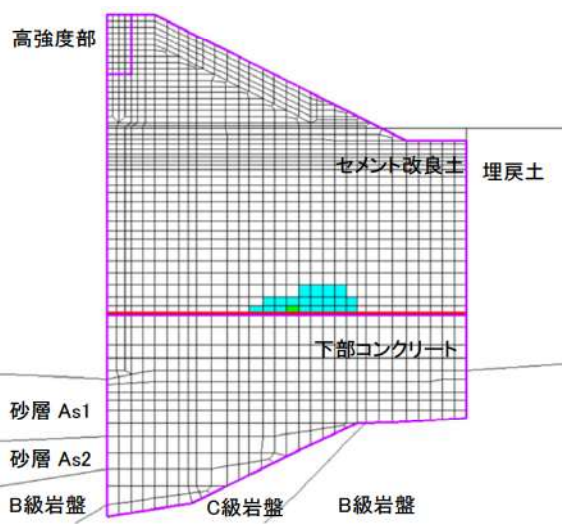 高強度部
セメント改良土
埋戻土
下部コンクリート
砂層 As1
砂層 As2
B級岩盤
C級岩盤
B級岩盤